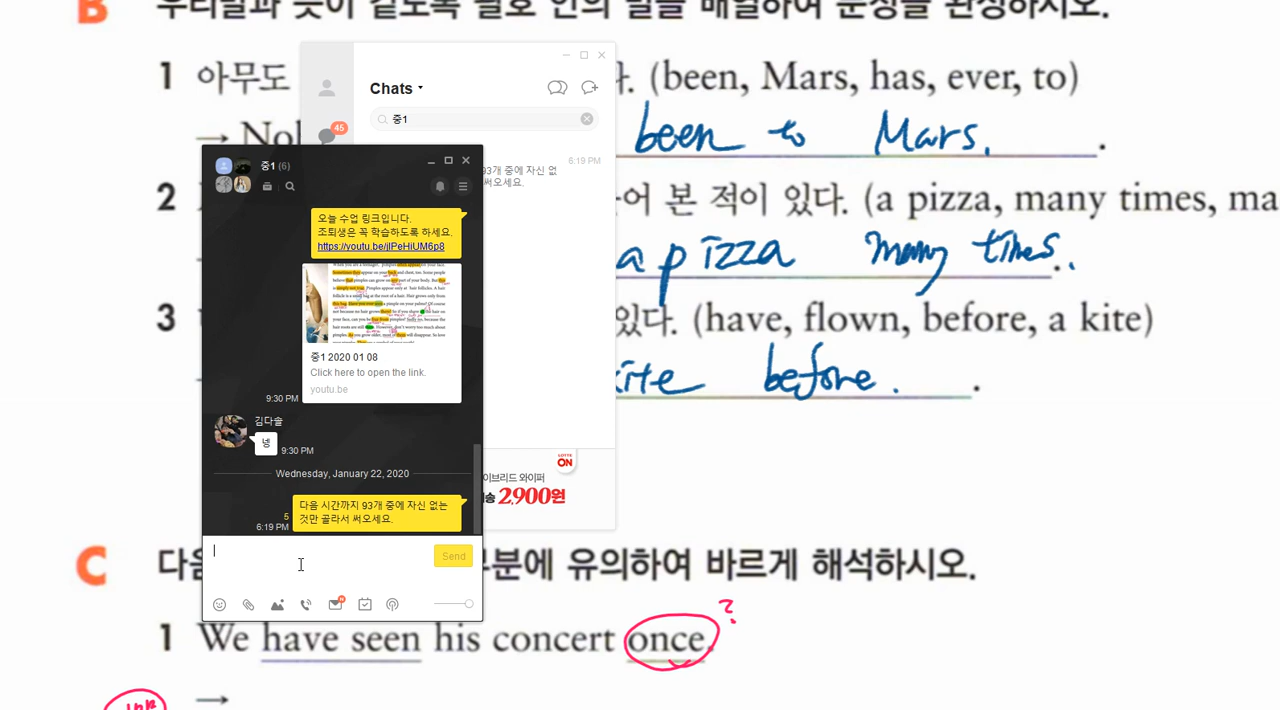 B 우리말과 뜻이 같도록 괄호 안의 말을 배열하여 문장을 완성하시오.
1 아무도
다. (been, Mars, has, ever, to)
→ No
been to Mars.
2
어 본 적이 있다. (a pizza, many times, ma
a pizza many times.
3
있다. (have, flown, before, a kite)
kite before.
Chats
45
중1
6:19 PM
93개 중에 자신 없
써오세요.
LOTTE
ON
이브리드 와이퍼
송 2,900원
중1 (6)
오늘 수업 링크입니다.
조퇴생은 꼭 학습하도록 하세요.
https://youtu.be/jlPeHiUM6p8
중1 2020 01 08
Click here to open the link.
youtu.be
9:30 PM
김다솔
넹
9:30 PM
Wednesday, January 22, 2020
다음 시간까지 93개 중에 자신 없는
것만 골라서 써오세요.
5
6:19 PM
Send
N
C 다음
부분에 유의하여 바르게 해석하시오.
1 We have seen his concert once.
?
→